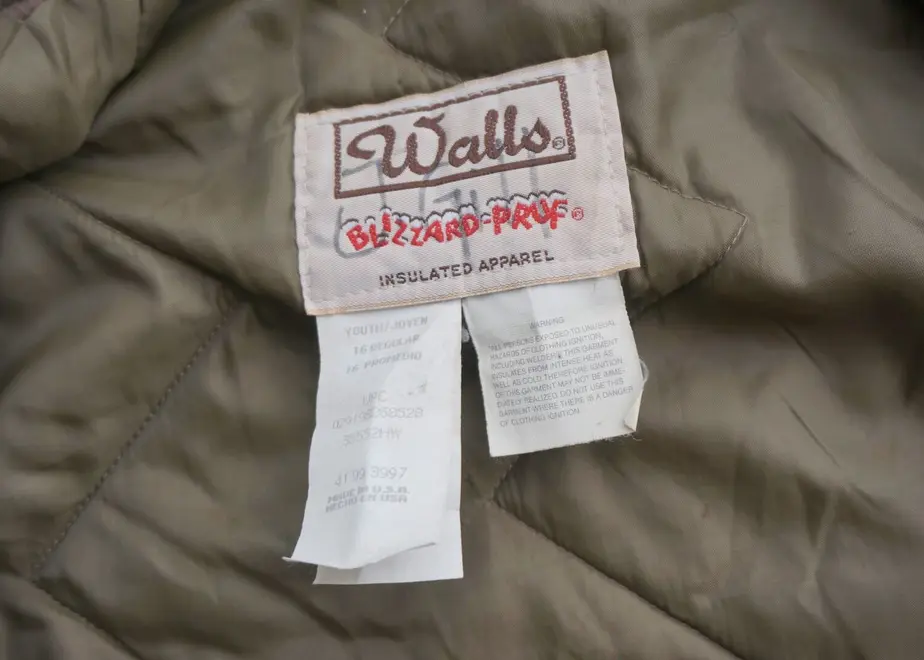 Walls®
BLIZZARD-PRUF®
INSULATED APPAREL
YOUTH/JOVEN
16 REGULAR
16 PROMEDIO
UPC
MADE IN U.S.A.
HECHO EN USA
WARNING
ALL PERSONS EXPOSED TO UNUSUAL
HAZARDS OF CLOTHING IGNITION,
INCLUDING WELDERS: THIS GARMENT
INSULATES FROM INTENSE HEAT AS
WELL AS COLD. THEREFORE IGNITION
OF THIS GARMENT MAY NOT BE IMME-
DIATELY REALIZED. DO NOT USE THIS
GARMENT WHERE THERE IS A DANGER
OF CLOTHING IGNITION.